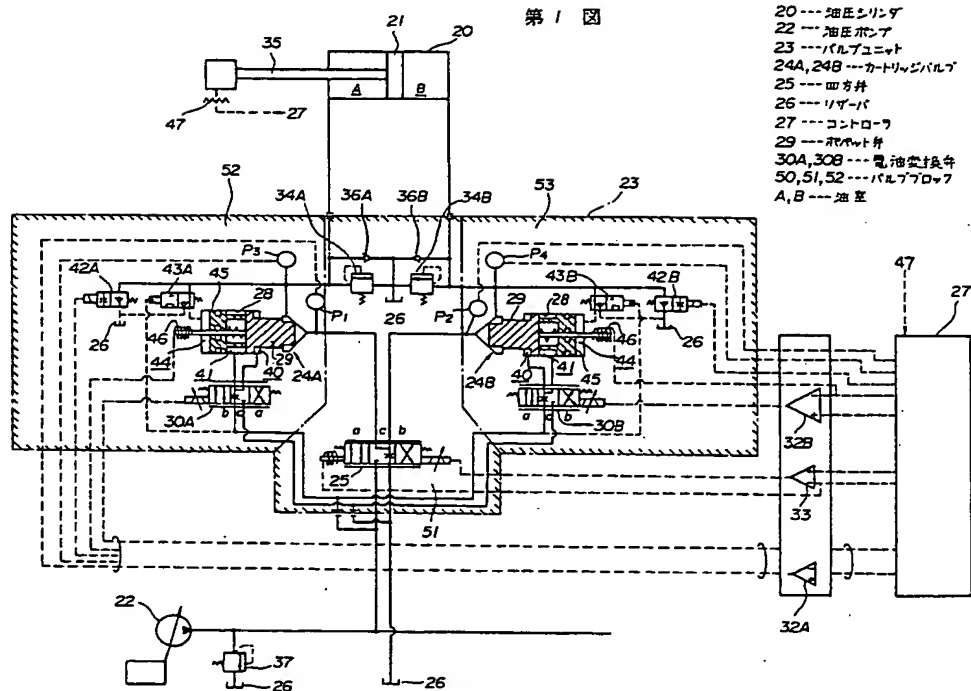 第1図
20---油圧シリンダ
22---油圧ポンプ
23---バルブユニット
24A,24B---カートリッジバルブ
25---四方弁
26---リザーバ
27---コントローラ
29---ポペット弁
30A,30B---電油変換弁
50,51,52---バルブブロック
A,B---油室
21 20
35
A B
47 27
52 34A 36A 36B 34B 53 23
P3 P4
42A 43A 45 28 P1 P2 29 28 43B 42B 47 27
26 26 26
46 46
44 41 40 29 24A 24B 40 41 45 44
30A b c a a c b 30B b
25 51
32B
33
32A
22
37
26 26